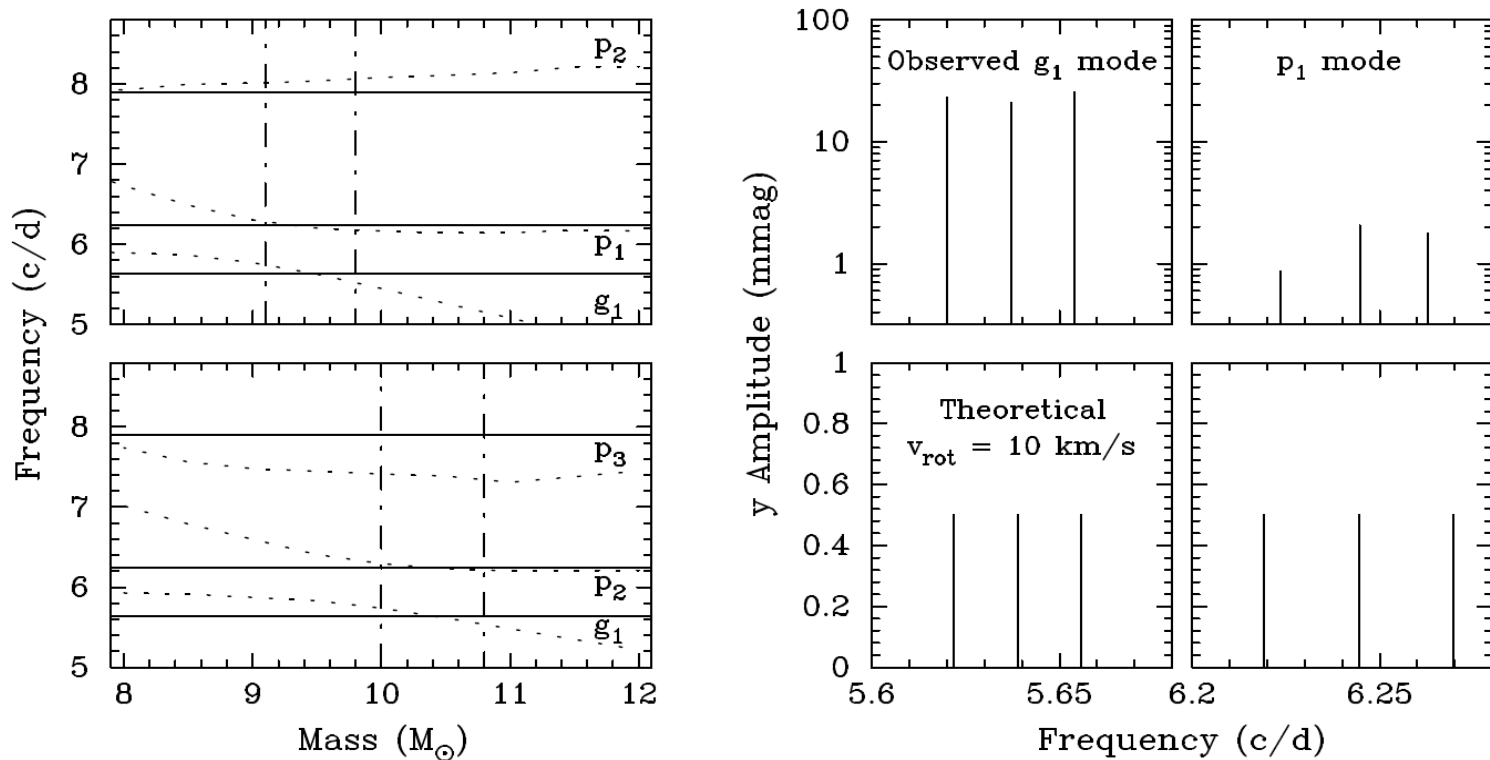 Frequency (c/d)
8
7
6
5
p₂
p₁
g₁
8
7
6
5
p₃
p₂
g₁
8 9 10 11 12
Mass (M☉)
y Amplitude (mmag)
100
10
1
Observed g₁ mode
p₁ mode
1
0.8
0.6
0.4
0.2
0
Theoretical
v_rot = 10 km/s
5.6 5.65 6.2 6.25
Frequency (c/d)